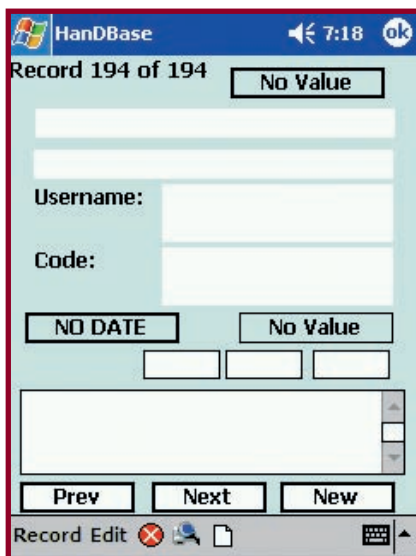 HanDBase 7:18 ok
Record 194 of 194
No Value
Username:
Code:
NO DATE No Value
Prev Next New
Record Edit